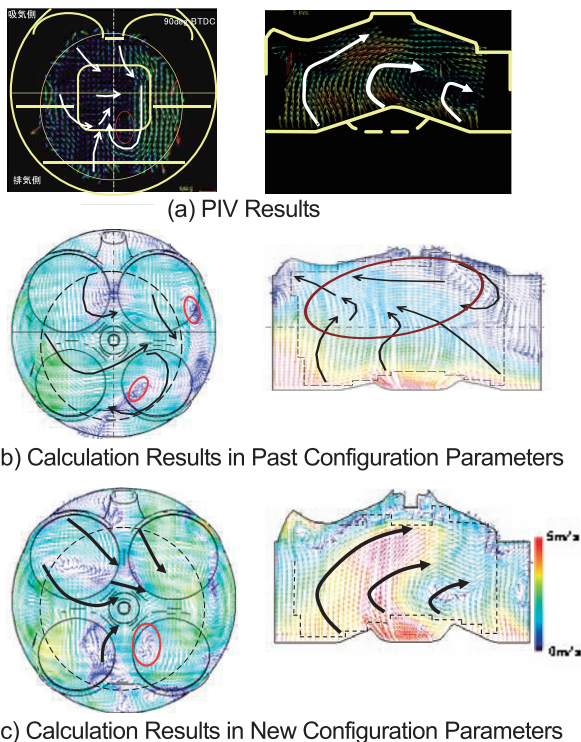 吸気側
90deg BTDC
5 m/s
排気側
(a) PIV Results
b) Calculation Results in Past Configuration Parameters
5m/s
0m/s
c) Calculation Results in New Configuration Parameters